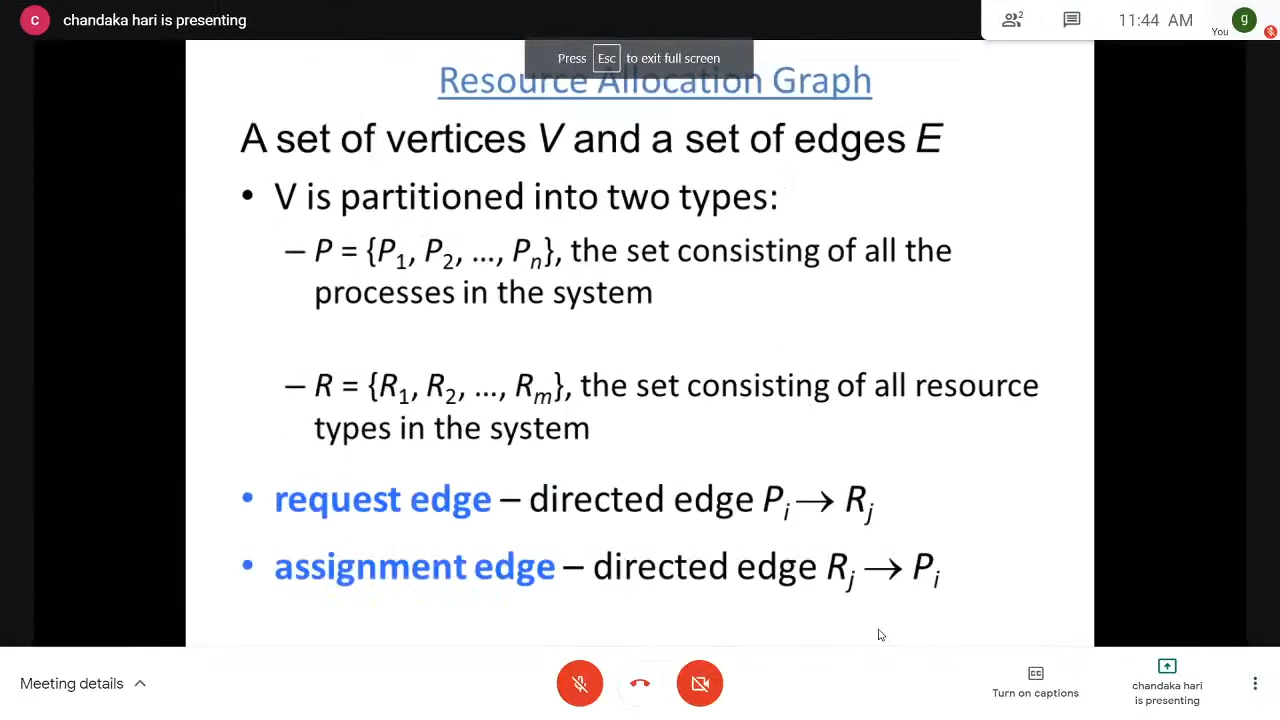 c chandaka hari is presenting
2 11:44 AM You g
Press Esc to exit full screen
Resource Allocation Graph
A set of vertices V and a set of edges E
• V is partitioned into two types:
– P = {P1, P2, …, Pn}, the set consisting of all the
processes in the system
– R = {R1, R2, …, Rm}, the set consisting of all resource
types in the system
• request edge – directed edge Pi → Rj
• assignment edge – directed edge Rj → Pi
Meeting details
CC
Turn on captions
chandaka hari
is presenting